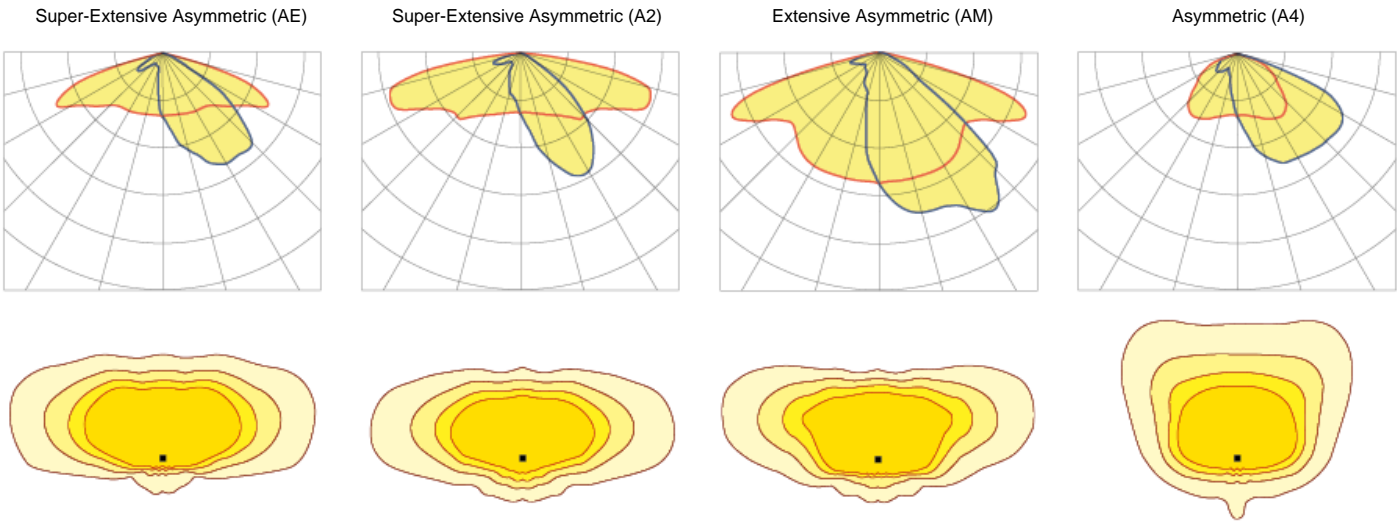 Super-Extensive Asymmetric (AE)
Super-Extensive Asymmetric (A2)
Extensive Asymmetric (AM)
Asymmetric (A4)